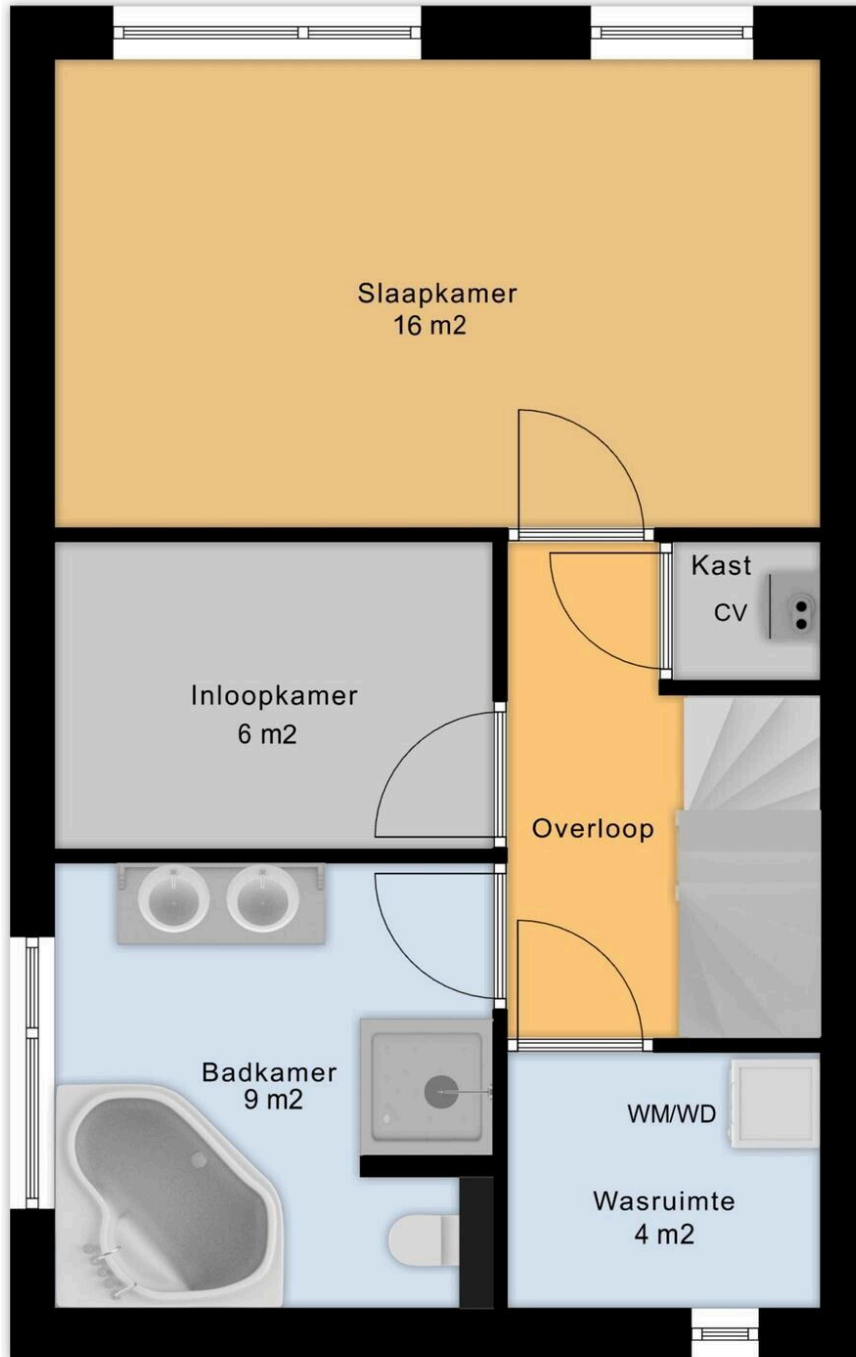 Slaapkamer
16 m2
Kast
CV
Inloopkamer
6 m2
Overloop
Badkamer
9 m2
WM/WD
Wasruimte
4 m2